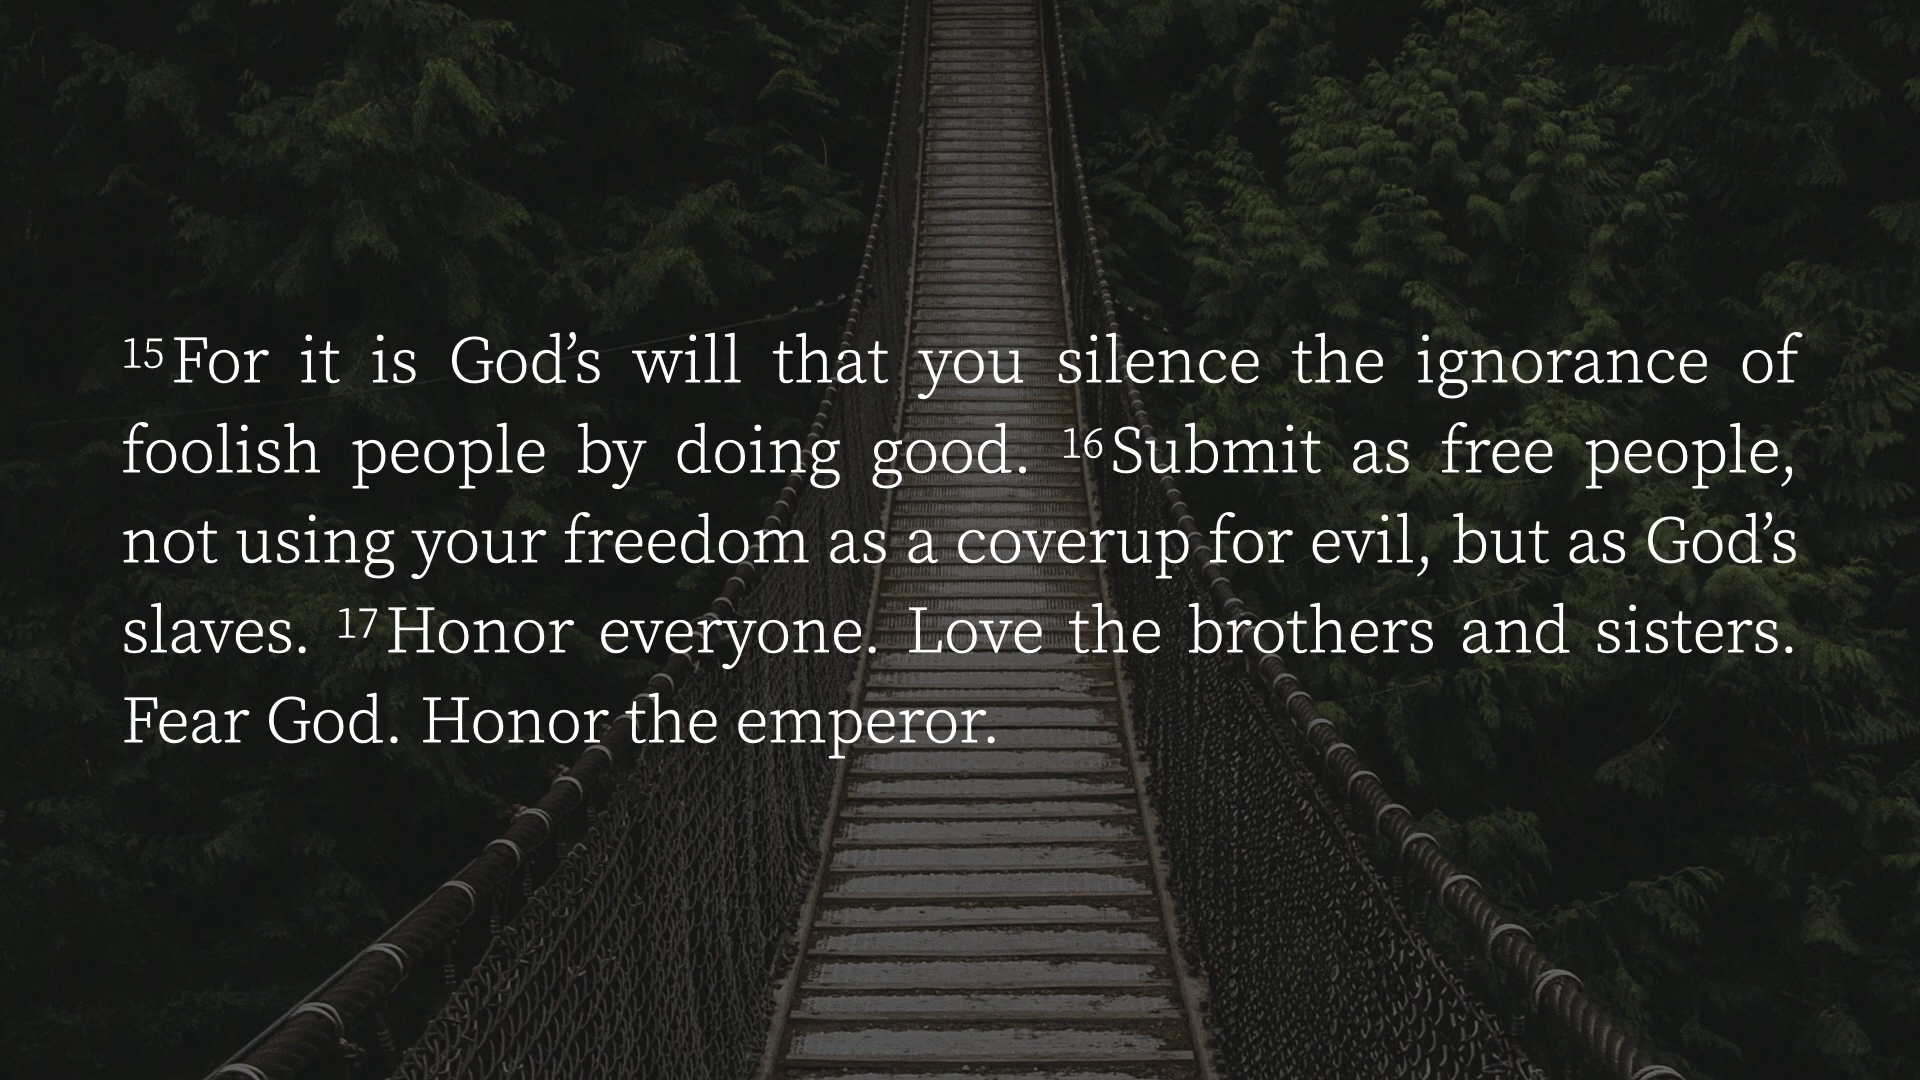 15 For it is God’s will that you silence the ignorance of
foolish people by doing good. 16 Submit as free people,
not using your freedom as a coverup for evil, but as God’s
slaves. 17 Honor everyone. Love the brothers and sisters.
Fear God. Honor the emperor.